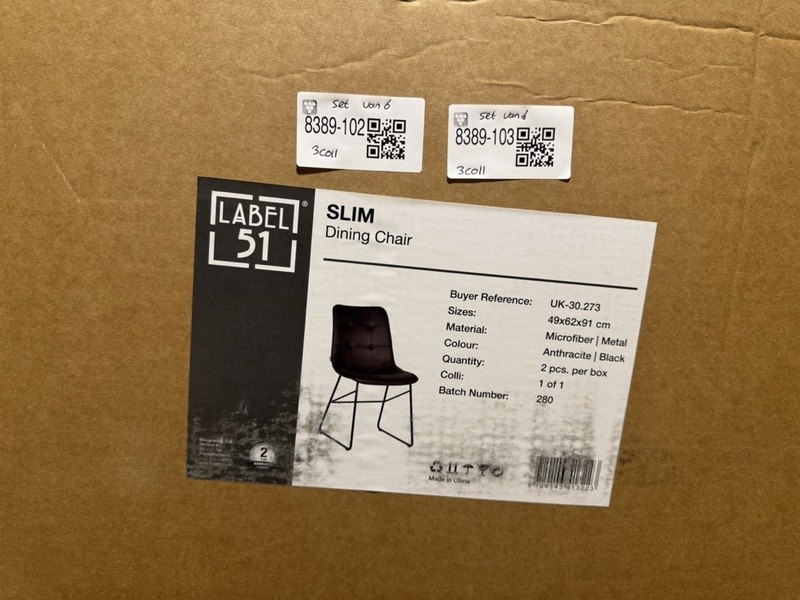 set van 6
8389-102
3coll
set van 6
8389-103
3coll
LABEL
51
®
SLIM
Dining Chair
Buyer Reference: UK-30.273
Sizes: 49x62x91 cm
Material: Microfiber | Metal
Colour: Anthracite | Black
Quantity: 2 pcs. per box
Colli: 1 of 1
Batch Number: 280
2
Made in China